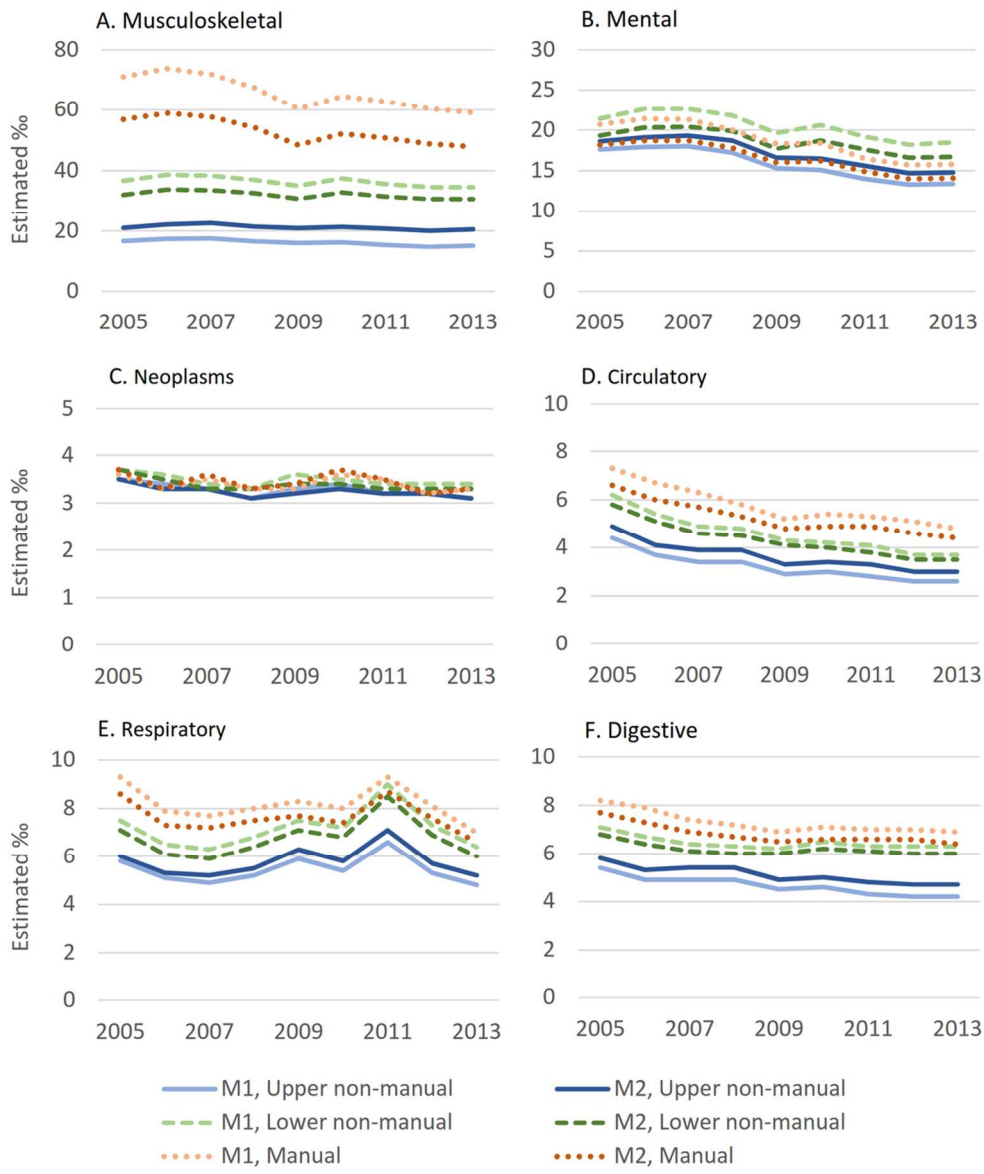 A. Musculoskeletal
80
60
40
20
0
Estimated ‰
2005 2007 2009 2011 2013
B. Mental
30
25
20
15
10
5
0
2005 2007 2009 2011 2013
C. Neoplasms
5
4
3
2
1
0
Estimated ‰
2005 2007 2009 2011 2013
D. Circulatory
10
8
6
4
2
0
2005 2007 2009 2011 2013
E. Respiratory
10
8
6
4
2
0
Estimated ‰
2005 2007 2009 2011 2013
F. Digestive
10
8
6
4
2
0
2005 2007 2009 2011 2013
M1, Upper non-manual
M2, Upper non-manual
M1, Lower non-manual
M2, Lower non-manual
M1, Manual
M2, Manual